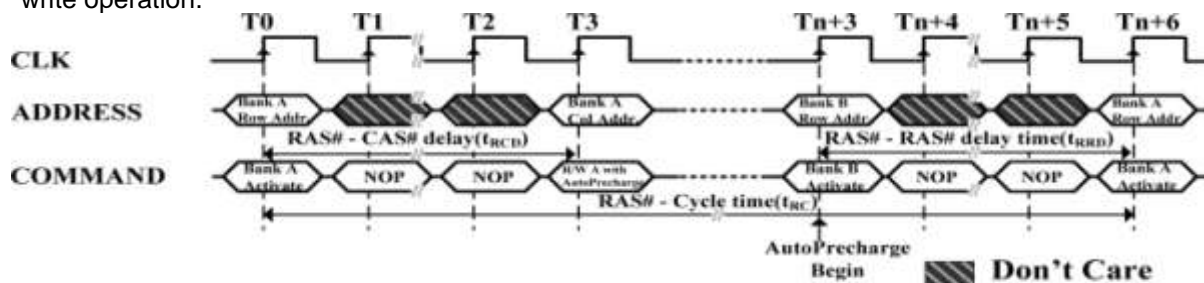 write operation.
T0 T1 T2 T3 Tn+3 Tn+4 Tn+5 Tn+6
CLK
ADDRESS Bank A Row Addr. Bank A Col Addr. Bank B Row Addr. Bank A Row Addr.
RAS# - CAS# delay(tRCD) RAS# - RAS# delay time(tRRD)
COMMAND Bank A Activate NOP NOP R/W A with AutoPrecharge Bank B Activate NOP NOP Bank A Activate
RAS# - Cycle time(tRC)
AutoPrecharge
Begin
Don't Care